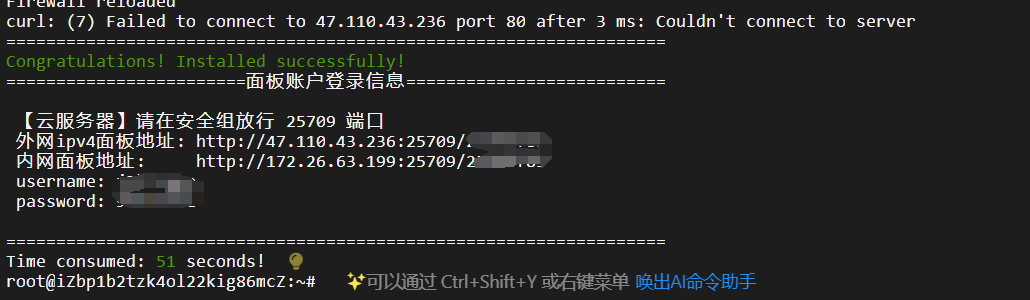 Firewall reloaded
curl: (7) Failed to connect to 47.110.43.236 port 80 after 3 ms: Couldn't connect to server
==================================================================
Congratulations! Installed successfully!
========================面板账户登录信息==========================
【云服务器】请在安全组放行 25709 端口
外网ipv4面板地址: http://47.110.43.236:25709/
内网面板地址: http://172.26.63.199:25709/
username:
password:
==================================================================
Time consumed: 51 seconds!
root@iZbp1b2tzk4ol22kig86mcZ:~# ✨可以通过 Ctrl+Shift+Y 或右键菜单 唤出AI命令助手